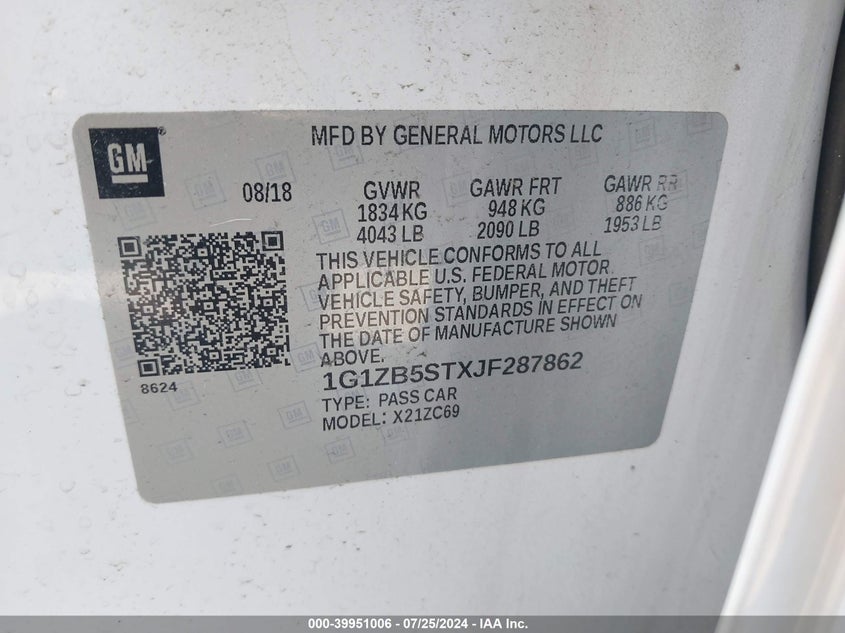 GM
MFD BY GENERAL MOTORS LLC
08/18
GVWR
1834 KG
4043 LB
GAWR FRT
948 KG
2090 LB
GAWR RR
886 KG
1953 LB
THIS VEHICLE CONFORMS TO ALL
APPLICABLE U.S. FEDERAL MOTOR
VEHICLE SAFETY, BUMPER, AND THEFT
PREVENTION STANDARDS IN EFFECT ON
THE DATE OF MANUFACTURE SHOWN
ABOVE.
8624
1G1ZB5STXJF287862
TYPE: PASS CAR
MODEL: X21ZC69
000-39951006 - 07/25/2024 - IAA Inc.